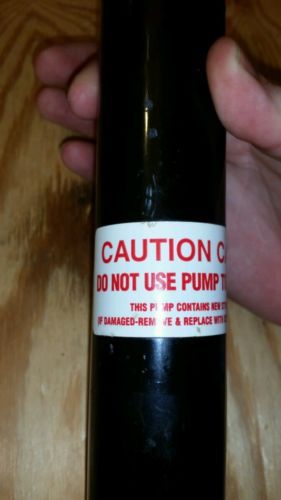 CAUTION
DO NOT USE PUMP
THIS PUMP CONTAINS NEW
IF DAMAGED-REMOVE & REPLACE WITH